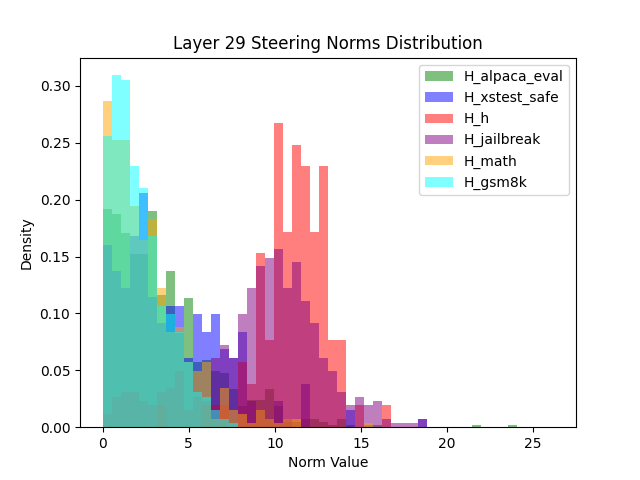 Layer 29 Steering Norms Distribution
H_alpaca_eval
H_xstest_safe
H_h
H_jailbreak
H_math
H_gsm8k
Density
0.30
0.25
0.20
0.15
0.10
0.05
0.00
0 5 10 15 20 25
Norm Value